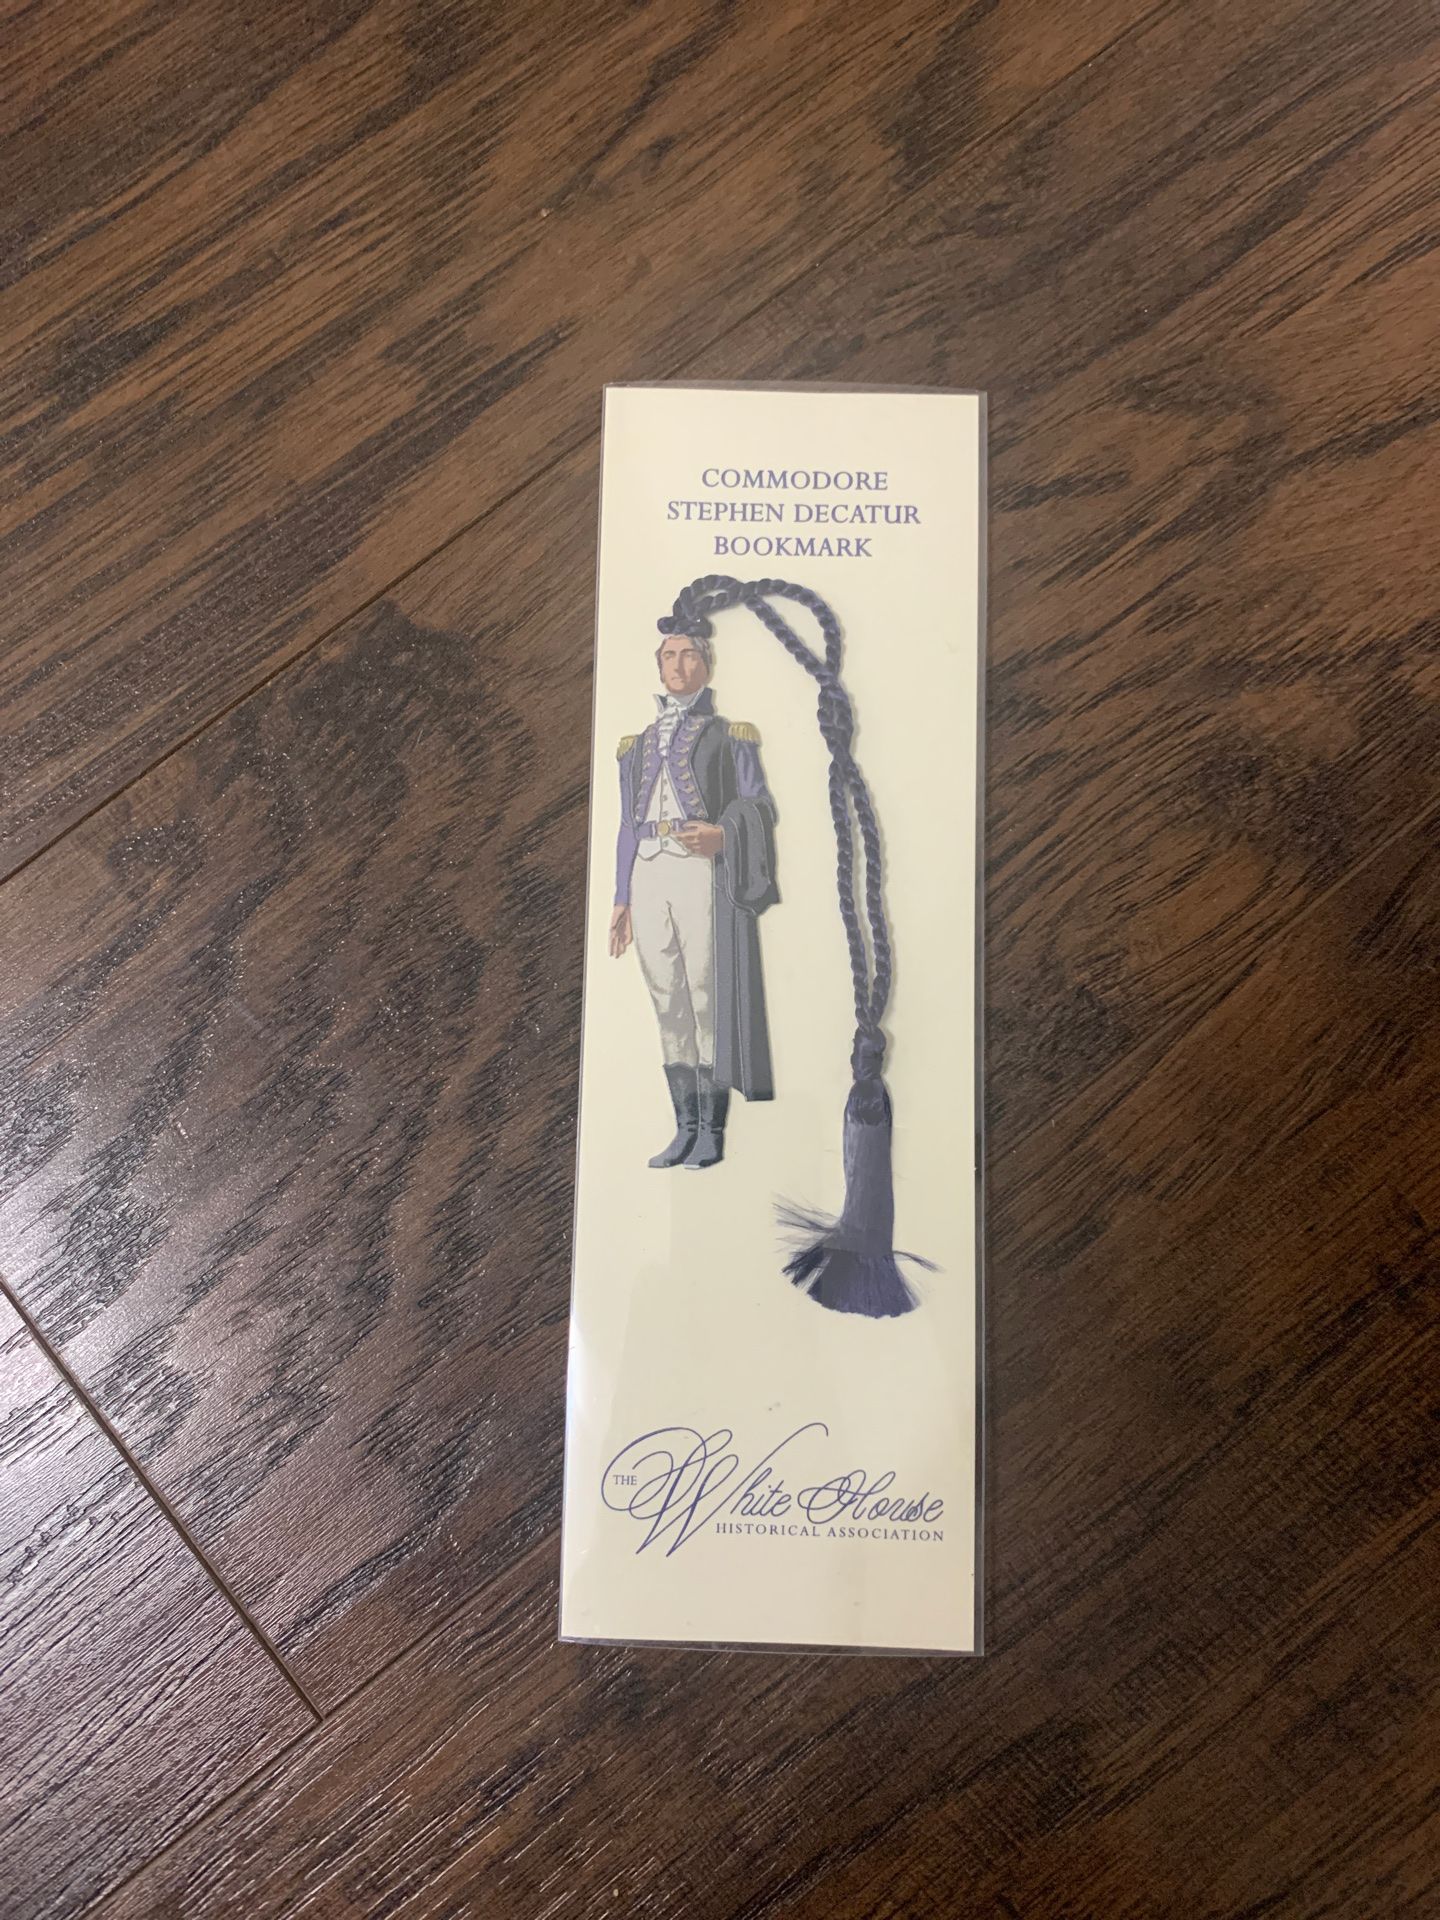 COMMODORE
STEPHEN DECATUR
BOOKMARK
THE White House
HISTORICAL ASSOCIATION